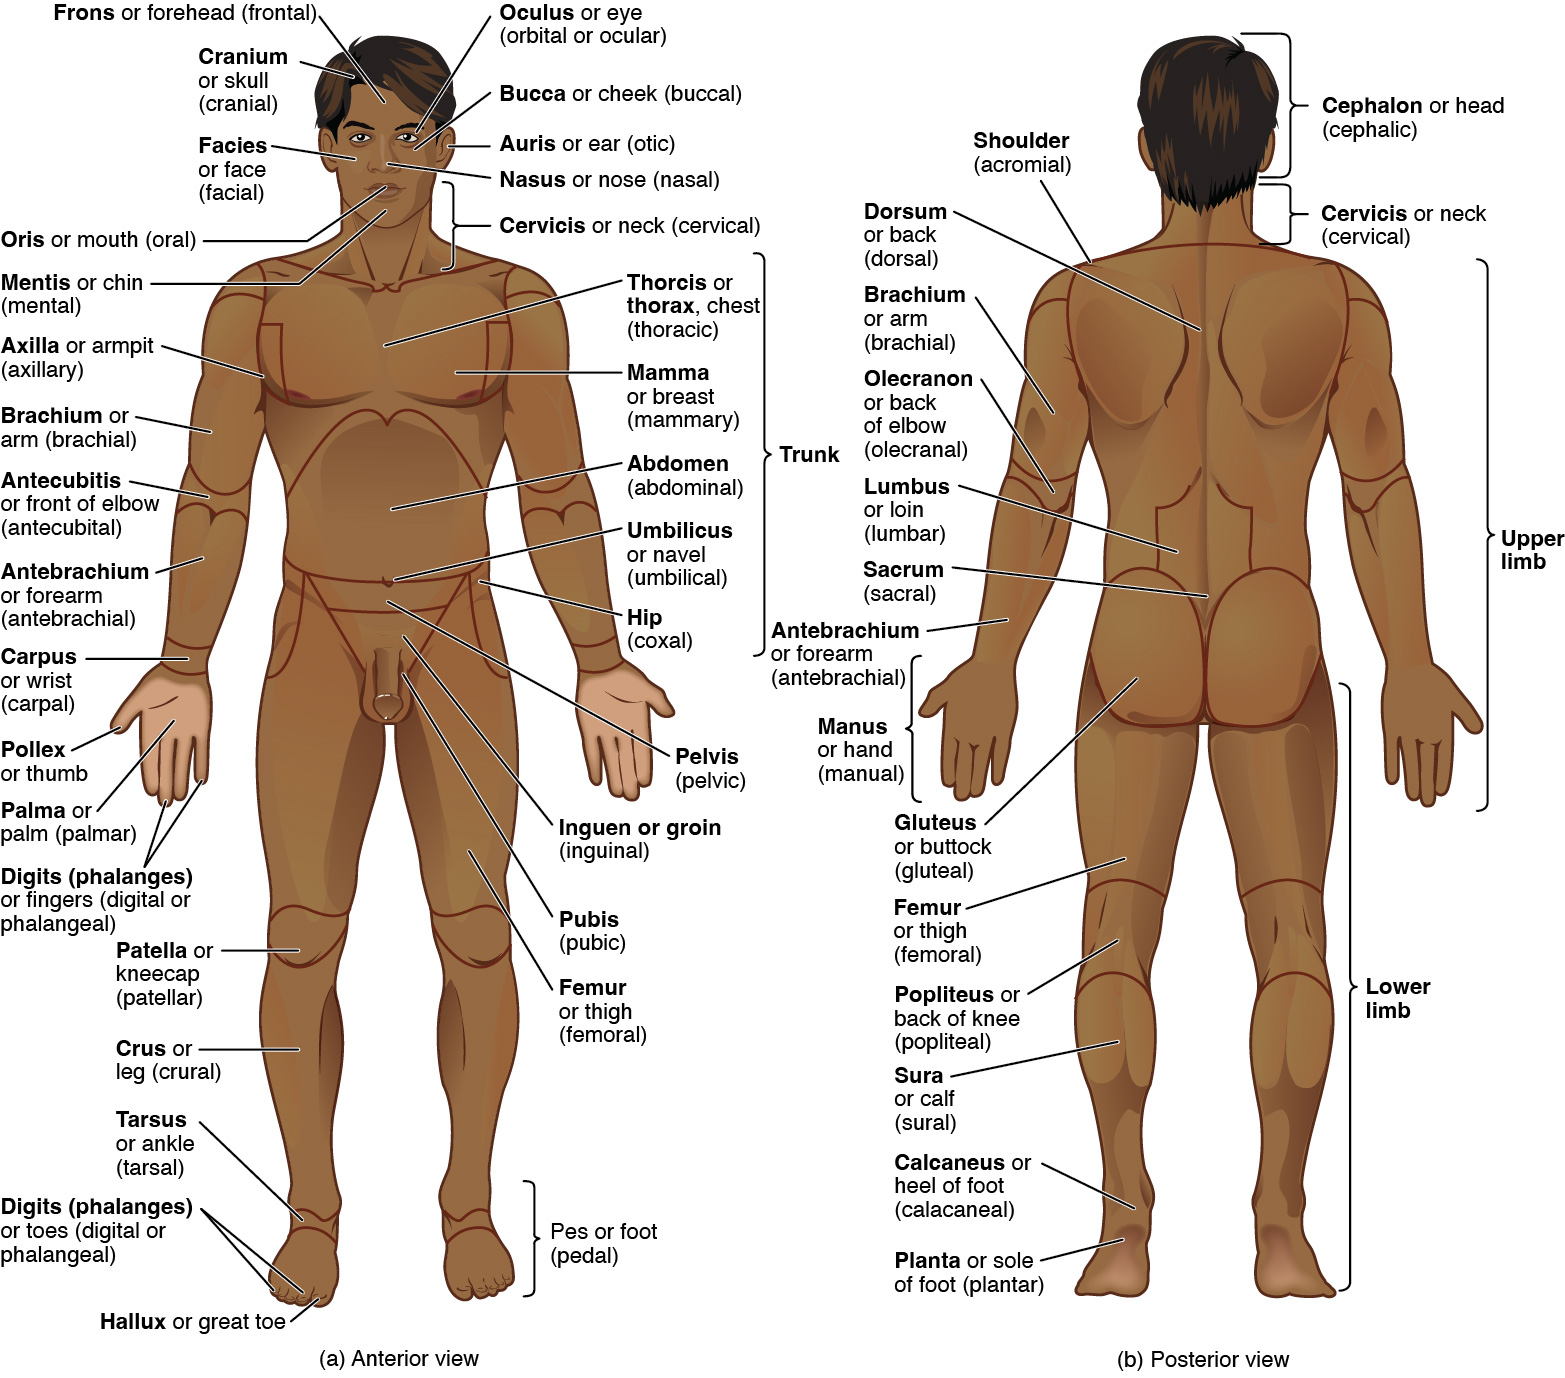 Frons or forehead (frontal)
Cranium
or skull
(cranial)
Facies
or face
(facial)
Oris or mouth (oral)
Mentis or chin
(mental)
Axilla or armpit
(axillary)
Brachium or
arm (brachial)
Antecubitis
or front of elbow
(antecubital)
Antebrachium
or forearm
(antebrachial)
Carpus
or wrist
(carpal)
Pollex
or thumb
Palma or
palm (palmar)
Digits (phalanges)
or fingers (digital or
phalangeal)
Patella or
kneecap
(patellar)
Crus or
leg (crural)
Tarsus
or ankle
(tarsal)
Digits (phalanges)
or toes (digital or
phalangeal)
Hallux or great toe
Oculus or eye
(orbital or ocular)
Bucca or cheek (buccal)
Auris or ear (otic)
Nasus or nose (nasal)
Cervicis or neck (cervical)
Thorcis or
thorax, chest
(thoracic)
Mamma
or breast
(mammary)
Abdomen
(abdominal)
Umbilicus
or navel
(umbilical)
Hip
(coxal)
Trunk
Pelvis
(pelvic)
Inguen or groin
(inguinal)
Pubis
(pubic)
Femur
or thigh
(femoral)
Pes or foot
(pedal)
(a) Anterior view
Shoulder
(acromial)
Dorsum
or back
(dorsal)
Brachium
or arm
(brachial)
Olecranon
or back
of elbow
(olecranal)
Lumbus
or loin
(lumbar)
Sacrum
(sacral)
Antebrachium
or forearm
(antebrachial)
Manus
or hand
(manual)
Gluteus
or buttock
(gluteal)
Femur
or thigh
(femoral)
Popliteus or
back of knee
(popliteal)
Sura
or calf
(sural)
Calcaneus or
heel of foot
(calacaneal)
Planta or sole
of foot (plantar)
Cephalon or head
(cephalic)
Cervicis or neck
(cervical)
Upper
limb
Lower
limb
(b) Posterior view